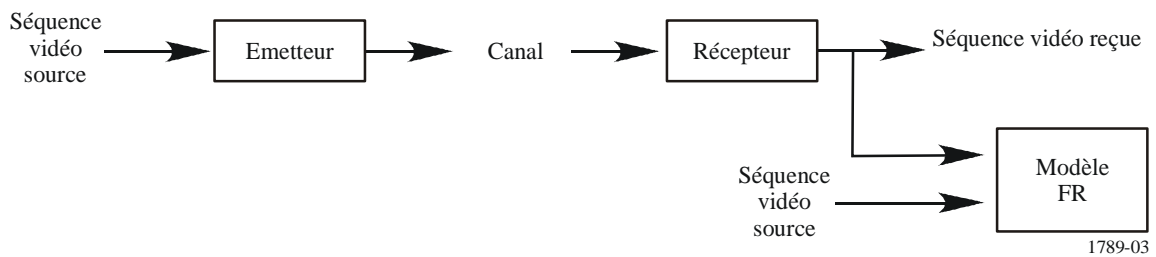 Séquence
vidéo
source
Emetteur
Canal
Récepteur
Séquence vidéo reçue
Séquence
vidéo
source
Modèle
FR
1789-03